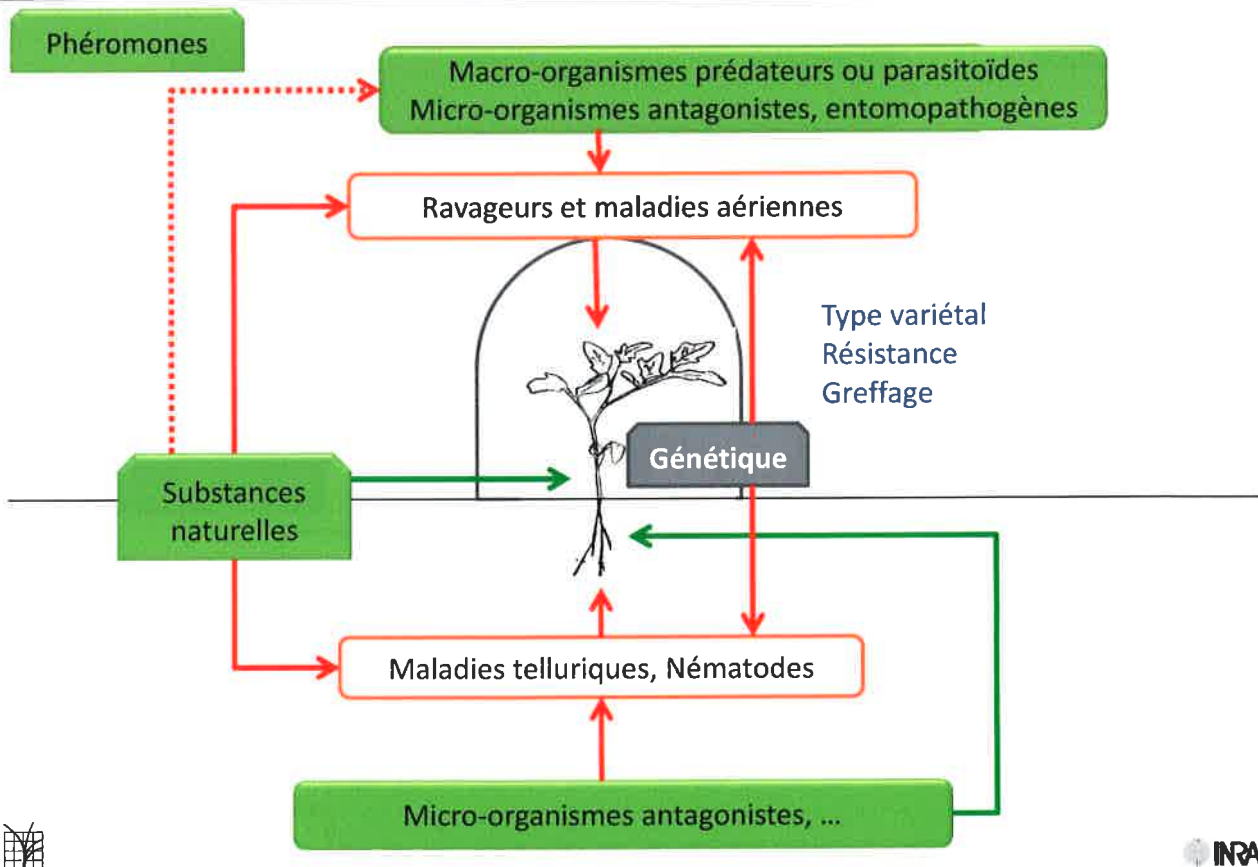 Phéromones
Macro-organismes prédateurs ou parasitoïdes
Micro-organismes antagonistes, entomopathogènes
Ravageurs et maladies aériennes
Type variétal
Résistance
Greffage
Génétique
Substances
naturelles
Maladies telluriques, Nématodes
Micro-organismes antagonistes, ...
INRA